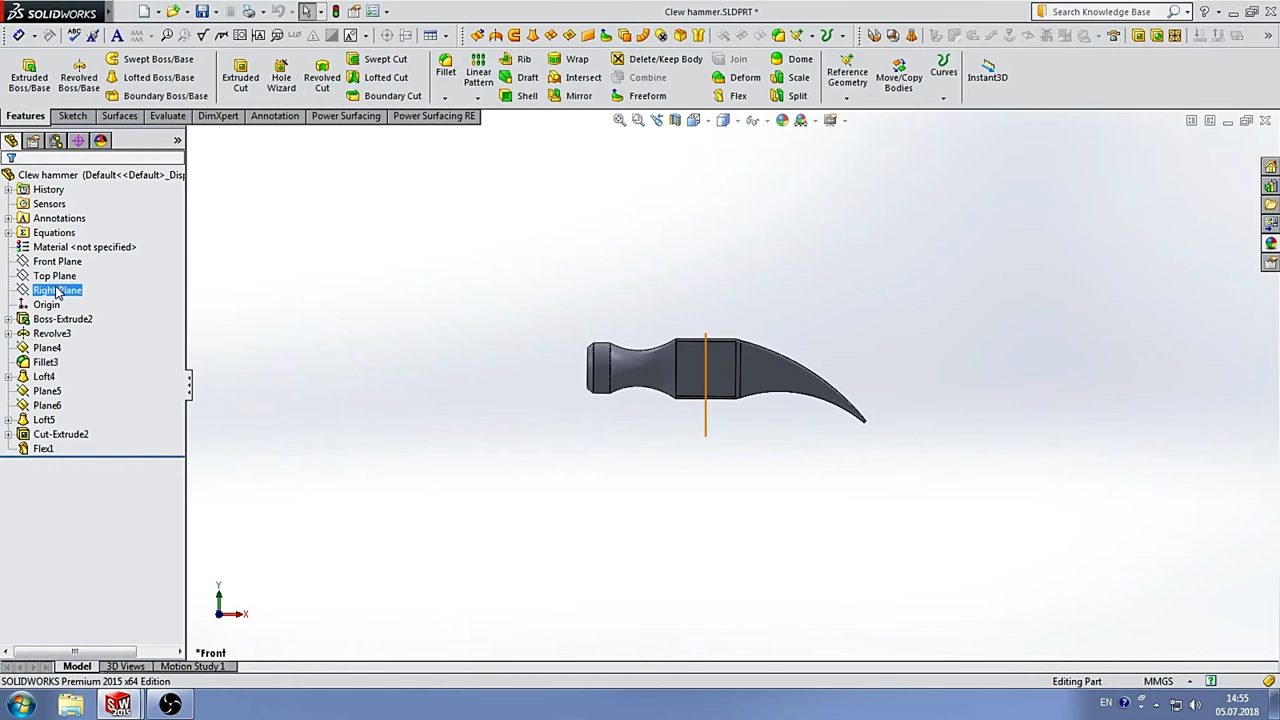 SOLIDWORKS
Clew hammer.SLDPRT *
Search Knowledge Base
Extruded Boss/Base
Revolved Boss/Base
Swept Boss/Base
Lofted Boss/Base
Boundary Boss/Base
Extruded Cut
Hole Wizard
Revolved Cut
Swept Cut
Lofted Cut
Boundary Cut
Fillet
Linear Pattern
Rib
Draft
Shell
Wrap
Intersect
Mirror
Delete/Keep Body
Combine
Freeform
Join
Deform
Flex
Dome
Scale
Split
Reference Geometry
Move/Copy Bodies
Curves
Instant3D
Features Sketch Surfaces Evaluate DimXpert Annotation Power Surfacing Power Surfacing RE
Clew hammer (Default<<Default>_Disp
History
Sensors
Annotations
Equations
Material <not specified>
Front Plane
Top Plane
Right Plane
Origin
Boss-Extrude2
Revolve3
Plane4
Fillet3
Loft4
Plane5
Plane6
Loft5
Cut-Extrude2
Flex1
Y
X
*Front
Model 3D Views Motion Study 1
SOLIDWORKS Premium 2015 x64 Edition Editing Part MMGS
EN 14:55
05.07.2018